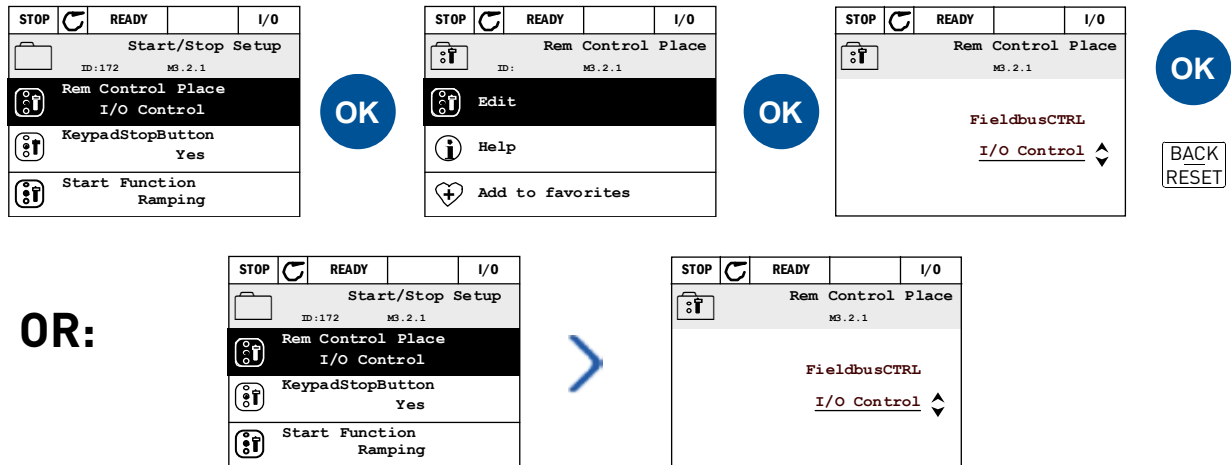 STOP READY I/O
Start/Stop Setup
ID:172 M3.2.1
Rem Control Place
I/O Control
KeypadStopButton
Yes
Start Function
Ramping
OK
STOP READY I/O
Rem Control Place
ID: M3.2.1
Edit
Help
Add to favorites
OK
STOP READY I/O
Rem Control Place
M3.2.1
FieldbusCTRL
I/O Control
OK
BACK
RESET
OR:
STOP READY I/O
Start/Stop Setup
ID:172 M3.2.1
Rem Control Place
I/O Control
KeypadStopButton
Yes
Start Function
Ramping
STOP READY I/O
Rem Control Place
M3.2.1
FieldbusCTRL
I/O Control